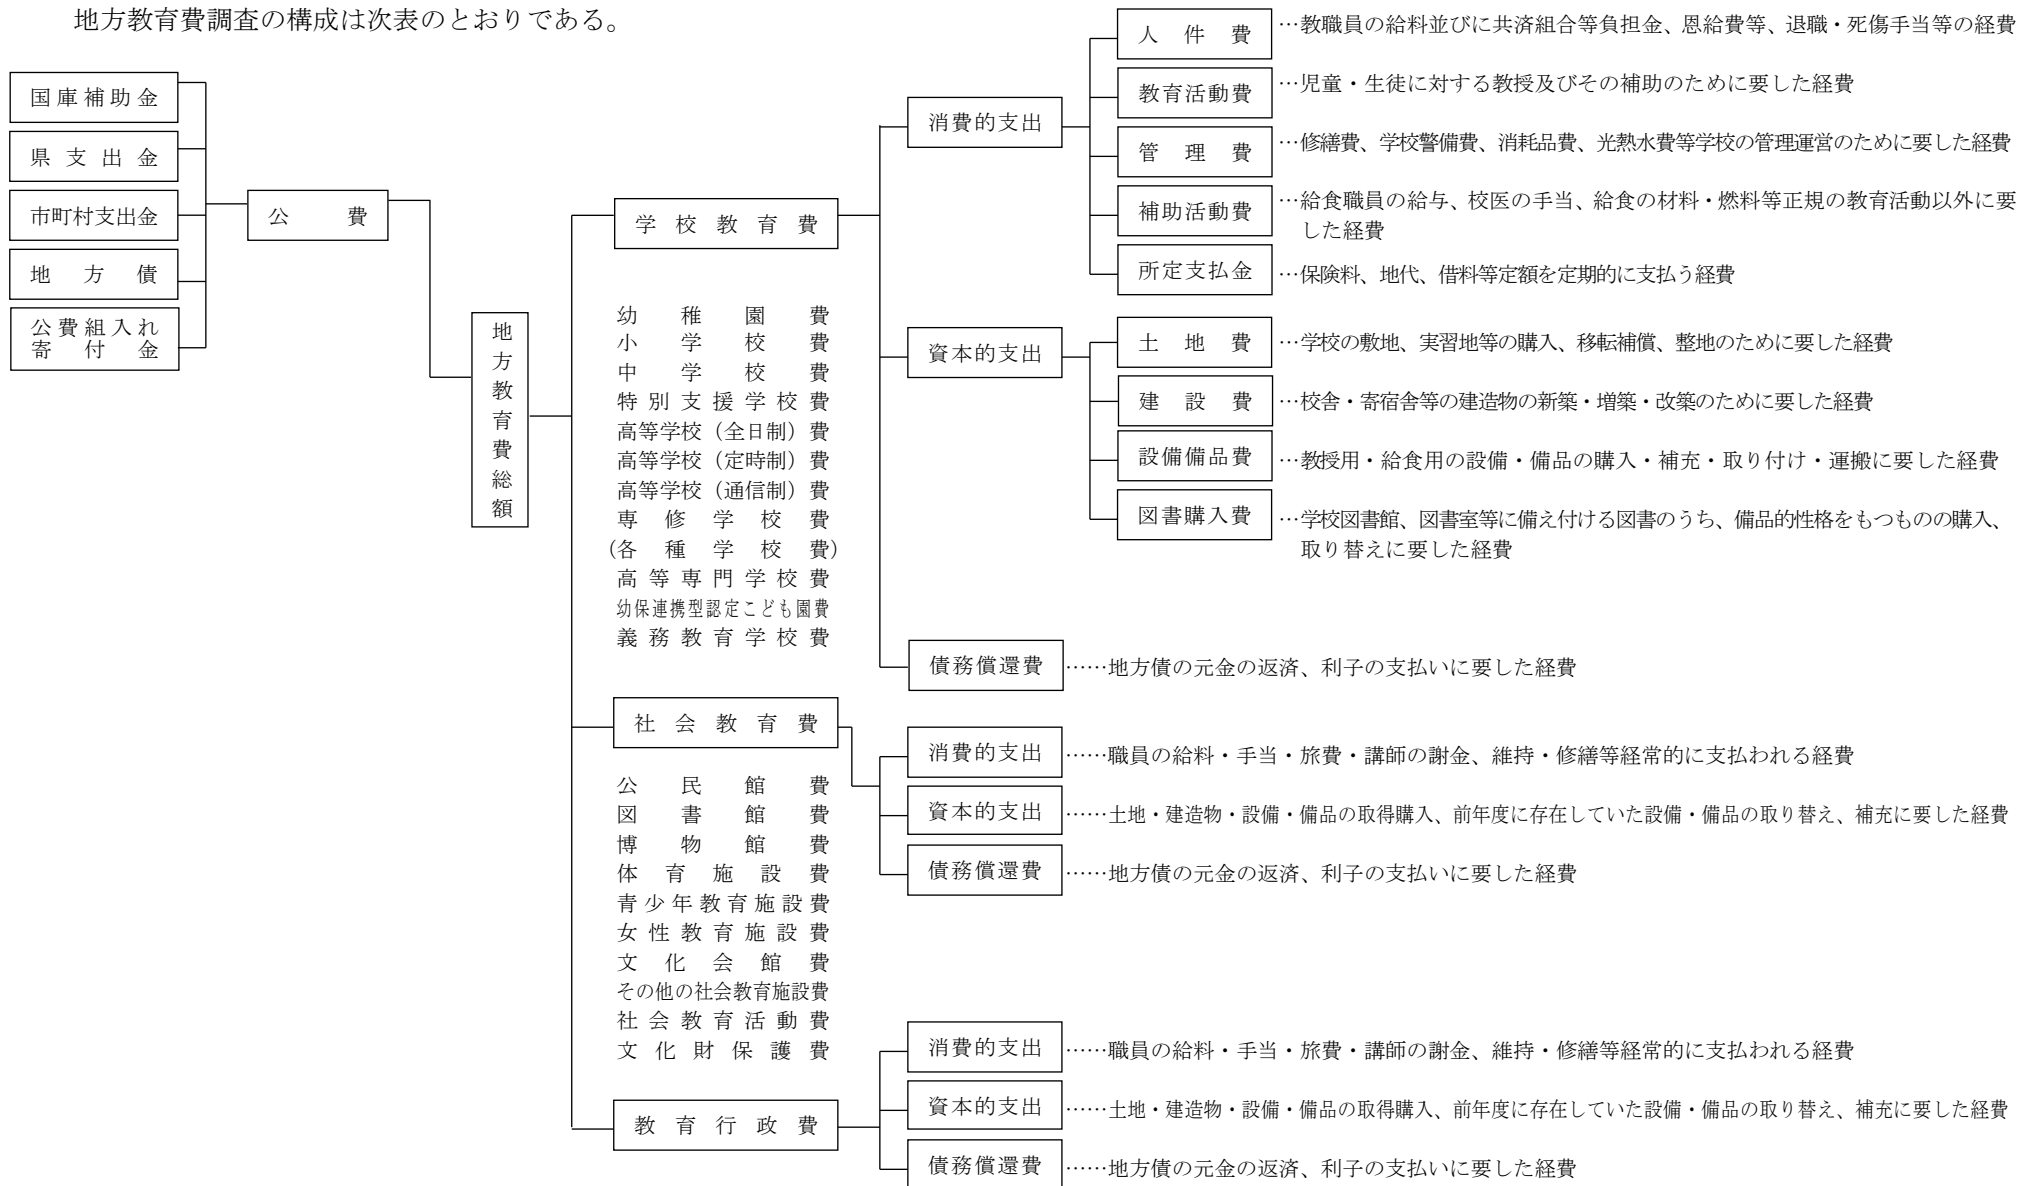 地方教育費調査の構成は次表のとおりである。
国庫補助金
県支出金
市町村支出金
地方債
公費組入れ
寄付金
公費
地方教育費総額
学校教育費
幼稚園費
小学校費
中学校費
特別支援学校費
高等学校（全日制）費
高等学校（定時制）費
高等学校（通信制）費
専修学校費
（各種学校費）
高等専門学校費
幼保連携型認定こども園費
義務教育学校費
消費的支出
人件費…教職員の給料並びに共済組合等負担金、恩給費等、退職・死傷手当等の経費
教育活動費…児童・生徒に対する教授及びその補助のために要した経費
管理費…修繕費、学校警備費、消耗品費、光熱水費等学校の管理運営のために要した経費
補助活動費…給食職員の給与、校医の手当、給食の材料・燃料等正規の教育活動以外に要
した経費
所定支払金…保険料、地代、借料等定額を定期的に支払う経費
資本的支出
土地費…学校の敷地、実習地等の購入、移転補償、整地のために要した経費
建設費…校舎・寄宿舎等の建造物の新築・増築・改築のために要した経費
設備備品費…教授用・給食用の設備・備品の購入・補充・取り付け・運搬に要した経費
図書購入費…学校図書館、図書室等に備え付ける図書のうち、備品的性格をもつものの購入、
取り替えに要した経費
債務償還費……地方債の元金の返済、利子の支払いに要した経費
社会教育費
公民館費
図書館費
博物館費
体育施設費
青少年教育施設費
女性教育施設費
文化会館費
その他の社会教育施設費
社会教育活動費
文化財保護費
消費的支出……職員の給料・手当・旅費・講師の謝金、維持・修繕等経常的に支払われる経費
資本的支出……土地・建造物・設備・備品の取得購入、前年度に存在していた設備・備品の取り替え、補充に要した経費
債務償還費……地方債の元金の返済、利子の支払いに要した経費
教育行政費
消費的支出……職員の給料・手当・旅費・講師の謝金、維持・修繕等経常的に支払われる経費
資本的支出……土地・建造物・設備・備品の取得購入、前年度に存在していた設備・備品の取り替え、補充に要した経費
債務償還費……地方債の元金の返済、利子の支払いに要した経費